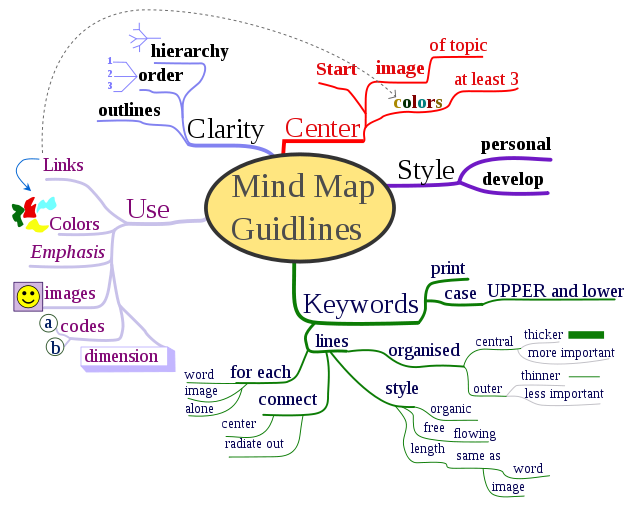 Mind Map
Guidlines
Center
Start
image
of topic
colors
at least 3
Style
personal
develop
Keywords
print
case
UPPER and lower
lines
organised
central
thicker
more important
outer
thinner
less important
style
organic
free
flowing
length
same as
word
image
connect
center
radiate out
for each
word
image
alone
Use
Links
Colors
Emphasis
images
codes
a
b
dimension
Clarity
hierarchy
order
1
2
3
outlines